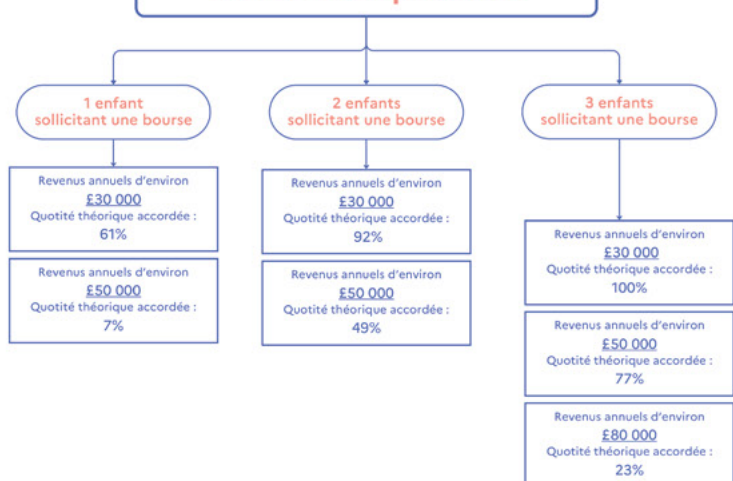 1 enfant
sollicitant une bourse
Revenus annuels d'environ
£30 000
Quotité théorique accordée :
61%
Revenus annuels d'environ
£50 000
Quotité théorique accordée :
7%
2 enfants
sollicitant une bourse
Revenus annuels d'environ
£30 000
Quotité théorique accordée :
92%
Revenus annuels d'environ
£50 000
Quotité théorique accordée :
49%
3 enfants
sollicitant une bourse
Revenus annuels d'environ
£30 000
Quotité théorique accordée :
100%
Revenus annuels d'environ
£50 000
Quotité théorique accordée :
77%
Revenus annuels d'environ
£80 000
Quotité théorique accordée :
23%